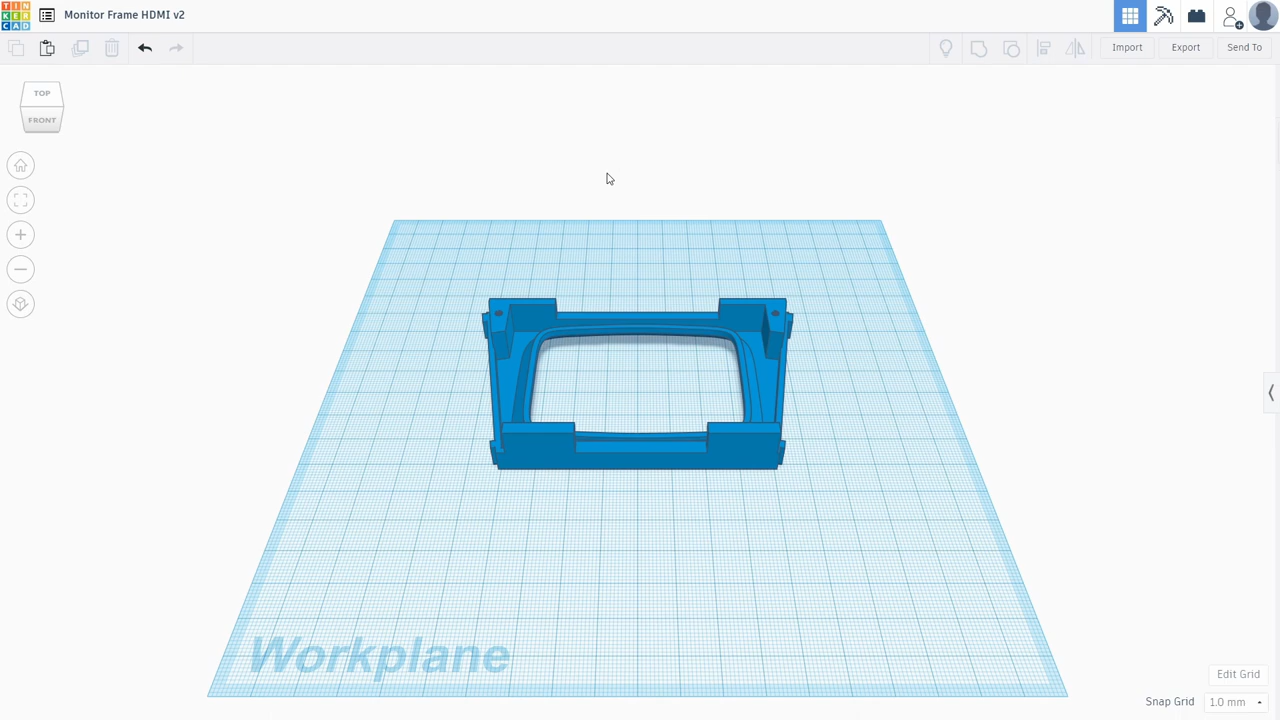 TIN
KER
CAD
Monitor Frame HDMI v2
Import
Export
Send To
TOP
FRONT
Workplane
Edit Grid
Snap Grid 1.0 mm